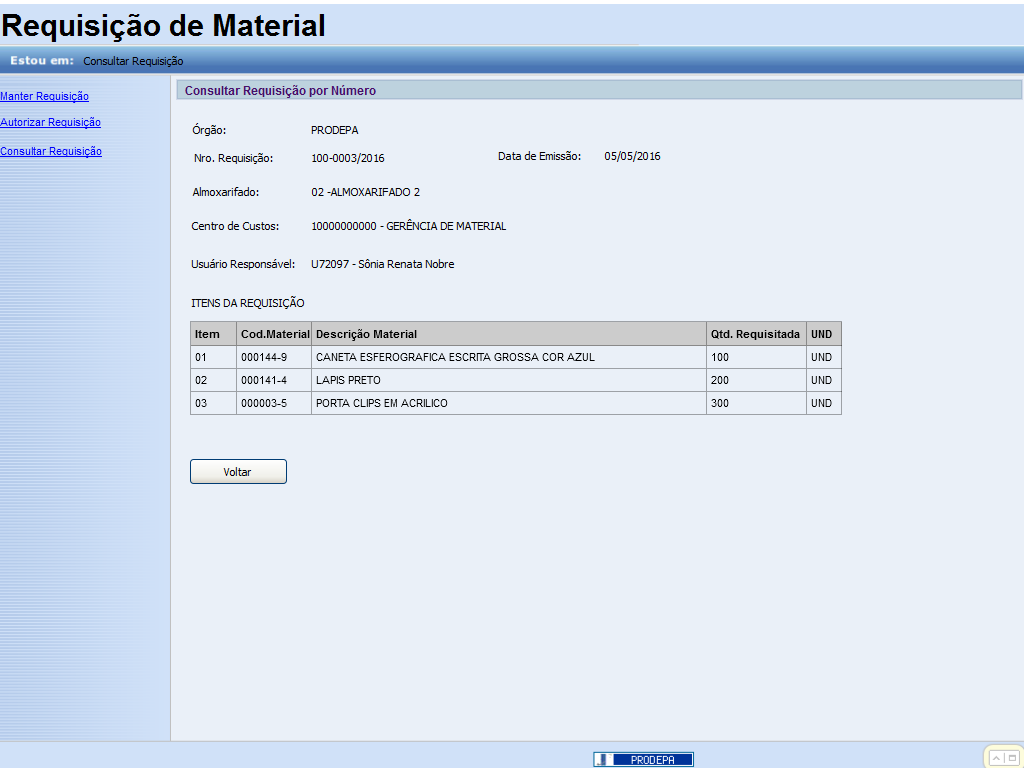 Requisição de Material
Estou em: Consultar Requisição
Manter Requisição
Autorizar Requisição
Consultar Requisição
Consultar Requisição por Número
Órgão: PRODEPA
Nro. Requisição: 100-0003/2016 Data de Emissão: 05/05/2016
Almoxarifado: 02 -ALMOXARIFADO 2
Centro de Custos: 10000000000 - GERÊNCIA DE MATERIAL
Usuário Responsável: U72097 - Sônia Renata Nobre
ITENS DA REQUISIÇÃO
Item Cod.Material Descrição Material Qtd. Requisitada UND
01 000144-9 CANETA ESFEROGRAFICA ESCRITA GROSSA COR AZUL 100 UND
02 000141-4 LAPIS PRETO 200 UND
03 000003-5 PORTA CLIPS EM ACRILICO 300 UND
Voltar
PRODEPA